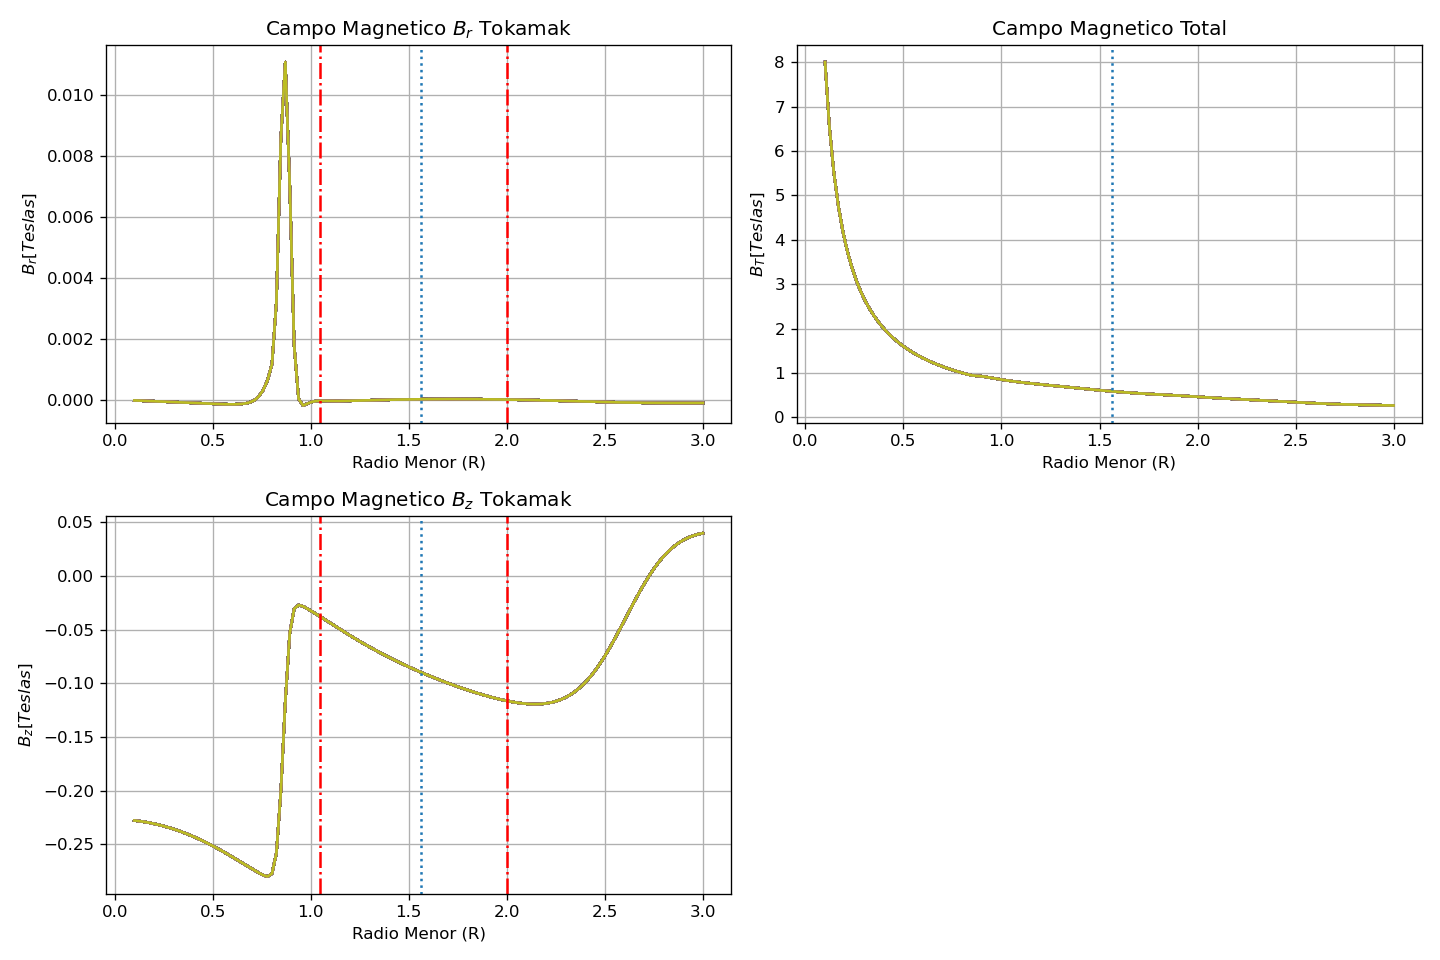 Campo Magnetico $B_r$ Tokamak
0.010
0.008
0.006
0.004
0.002
0.000
$B_r[Teslas]$
0.0 0.5 1.0 1.5 2.0 2.5 3.0
Radio Menor (R)
Campo Magnetico Total
8
7
6
5
4
3
2
1
0
$B_T[Teslas]$
0.0 0.5 1.0 1.5 2.0 2.5 3.0
Radio Menor (R)
Campo Magnetico $B_z$ Tokamak
0.05
0.00
−0.05
−0.10
−0.15
−0.20
−0.25
$B_z[Teslas]$
0.0 0.5 1.0 1.5 2.0 2.5 3.0
Radio Menor (R)